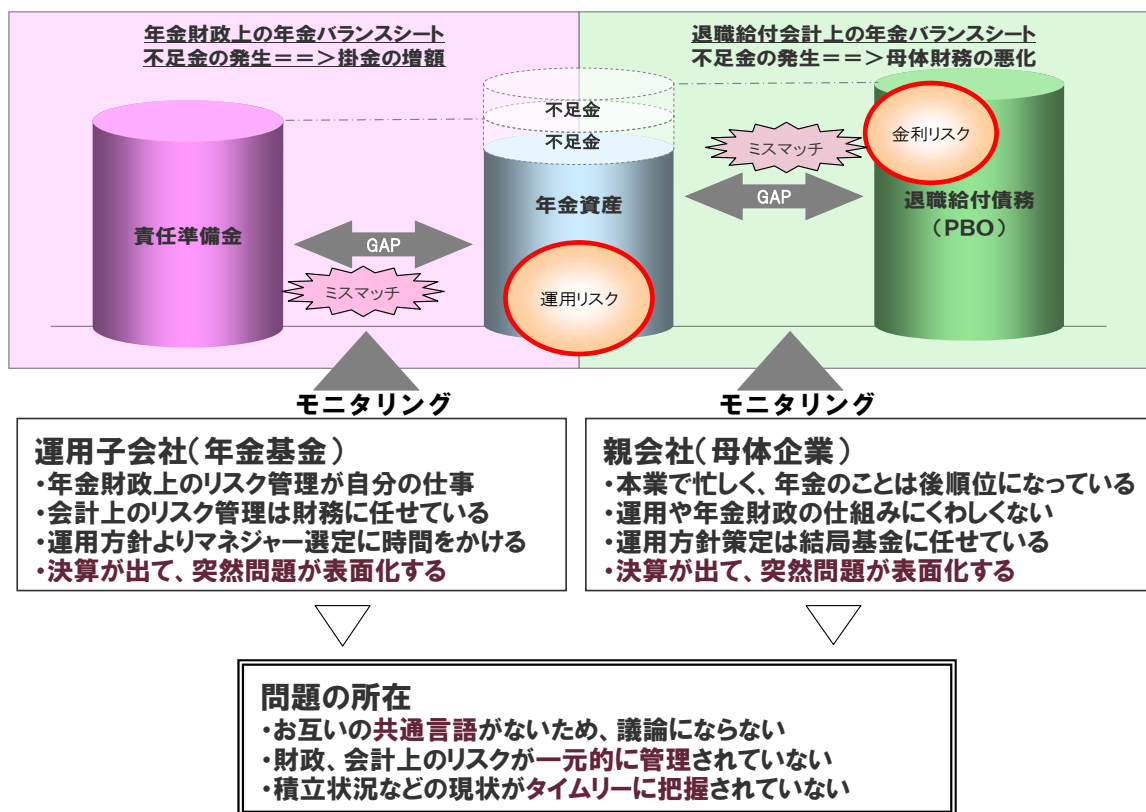 年金財政上の年金バランスシート
不足金の発生==>掛金の増額
退職給付会計上の年金バランスシート
不足金の発生==>母体財務の悪化
不足金
不足金
ミスマッチ
金利リスク
GAP
年金資産
退職給付債務
(PBO)
責任準備金
GAP
ミスマッチ
運用リスク
モニタリング
モニタリング
運用子会社(年金基金)
・年金財政上のリスク管理が自分の仕事
・会計上のリスク管理は財務に任せている
・運用方針よりマネジャー選定に時間をかける
・決算が出て、突然問題が表面化する
親会社(母体企業)
・本業で忙しく、年金のことは後順位になっている
・運用や年金財政の仕組みにくわしくない
・運用方針策定は結局基金に任せている
・決算が出て、突然問題が表面化する
問題の所在
・お互いの共通言語がないため、議論にならない
・財政、会計上のリスクが一元的に管理されていない
・積立状況などの現状がタイムリーに把握されていない